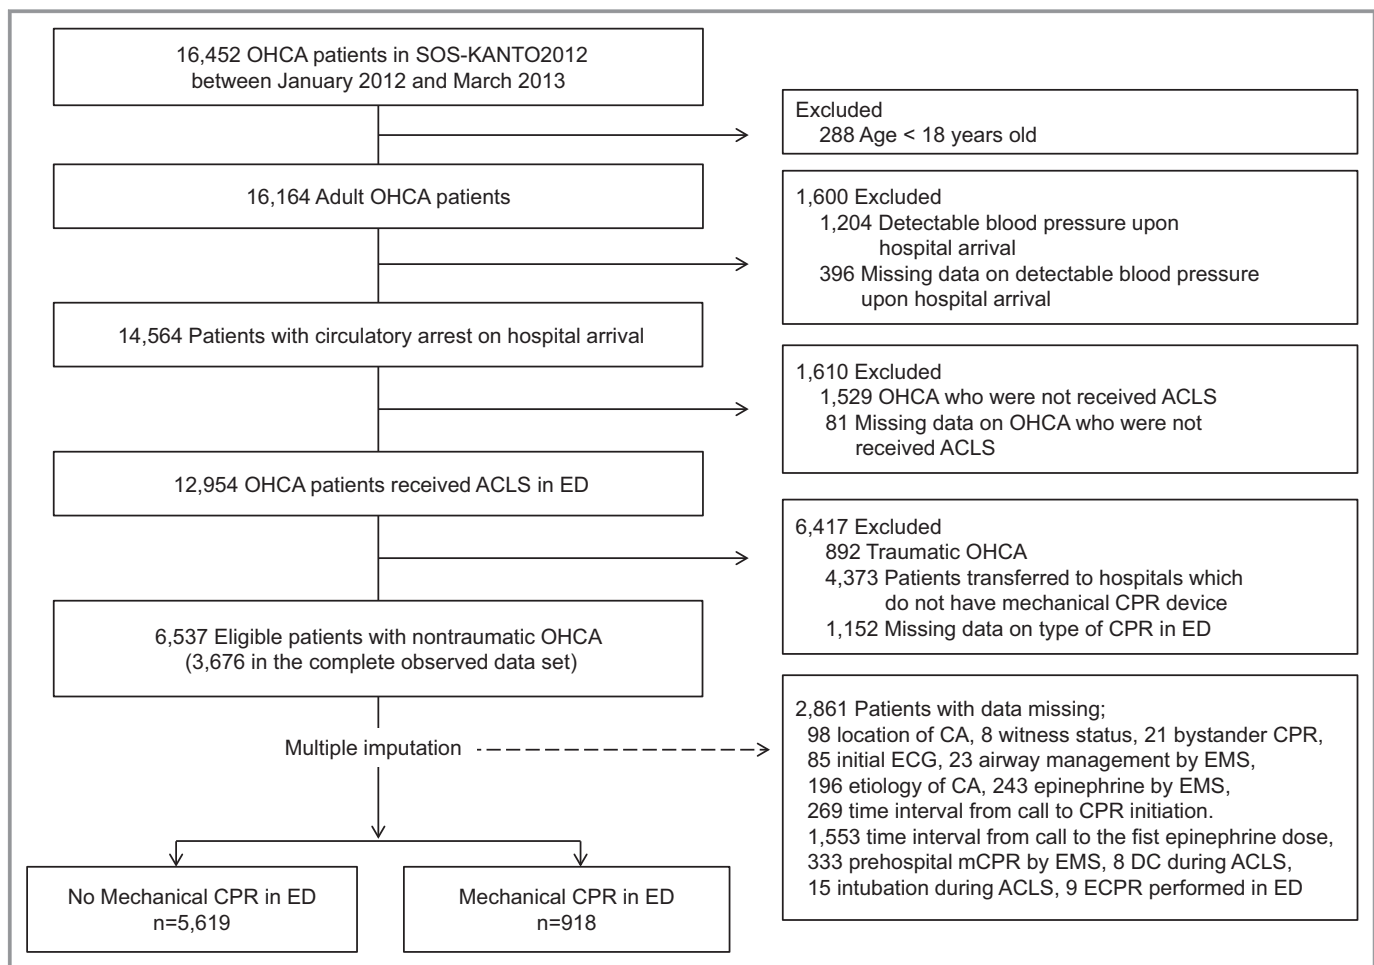 16,452 OHCA patients in SOS-KANTO2012
between January 2012 and March 2013
Excluded
288 Age < 18 years old
16,164 Adult OHCA patients
1,600 Excluded
1,204 Detectable blood pressure upon
hospital arrival
396 Missing data on detectable blood pressure
upon hospital arrival
14,564 Patients with circulatory arrest on hospital arrival
1,610 Excluded
1,529 OHCA who were not received ACLS
81 Missing data on OHCA who were not
received ACLS
12,954 OHCA patients received ACLS in ED
6,417 Excluded
892 Traumatic OHCA
4,373 Patients transferred to hospitals which
do not have mechanical CPR device
1,152 Missing data on type of CPR in ED
6,537 Eligible patients with nontraumatic OHCA
(3,676 in the complete observed data set)
2,861 Patients with data missing;
98 location of CA, 8 witness status, 21 bystander CPR,
85 initial ECG, 23 airway management by EMS,
196 etiology of CA, 243 epinephrine by EMS,
269 time interval from call to CPR initiation.
1,553 time interval from call to the fist epinephrine dose,
333 prehospital mCPR by EMS, 8 DC during ACLS,
15 intubation during ACLS, 9 ECPR performed in ED
Multiple imputation
No Mechanical CPR in ED
n=5,619
Mechanical CPR in ED
n=918